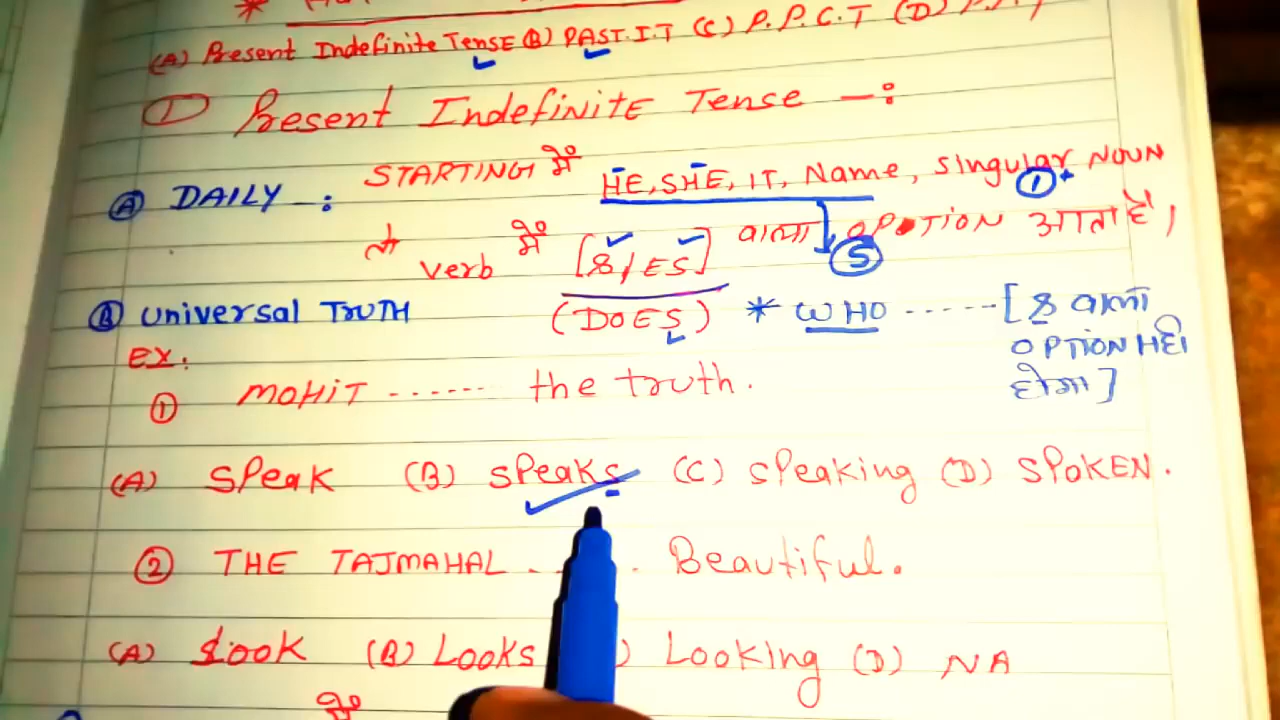 (A) Present Indefinite Tense (B) PAST. I.T (C) P.P.C.T (D)
① Present Indefinite Tense —:
Ⓐ DAILY —: STARTING में HE, SHE, IT, Name, Singular NOUN ①
तो verb में [S/ES] वाला OPOTION आता है।
Ⓑ Universal TRUTH (DOES) * WHO ------[S वाला
ex. OPTION हही
① MOHIT ------- the truth. होगा]
(A) Speak (B) speaks (C) speaking (D) SPOKEN.
② THE TAJMAHAL . . Beautiful.
(A) Look (B) Looks ) Looking (D) NA
में